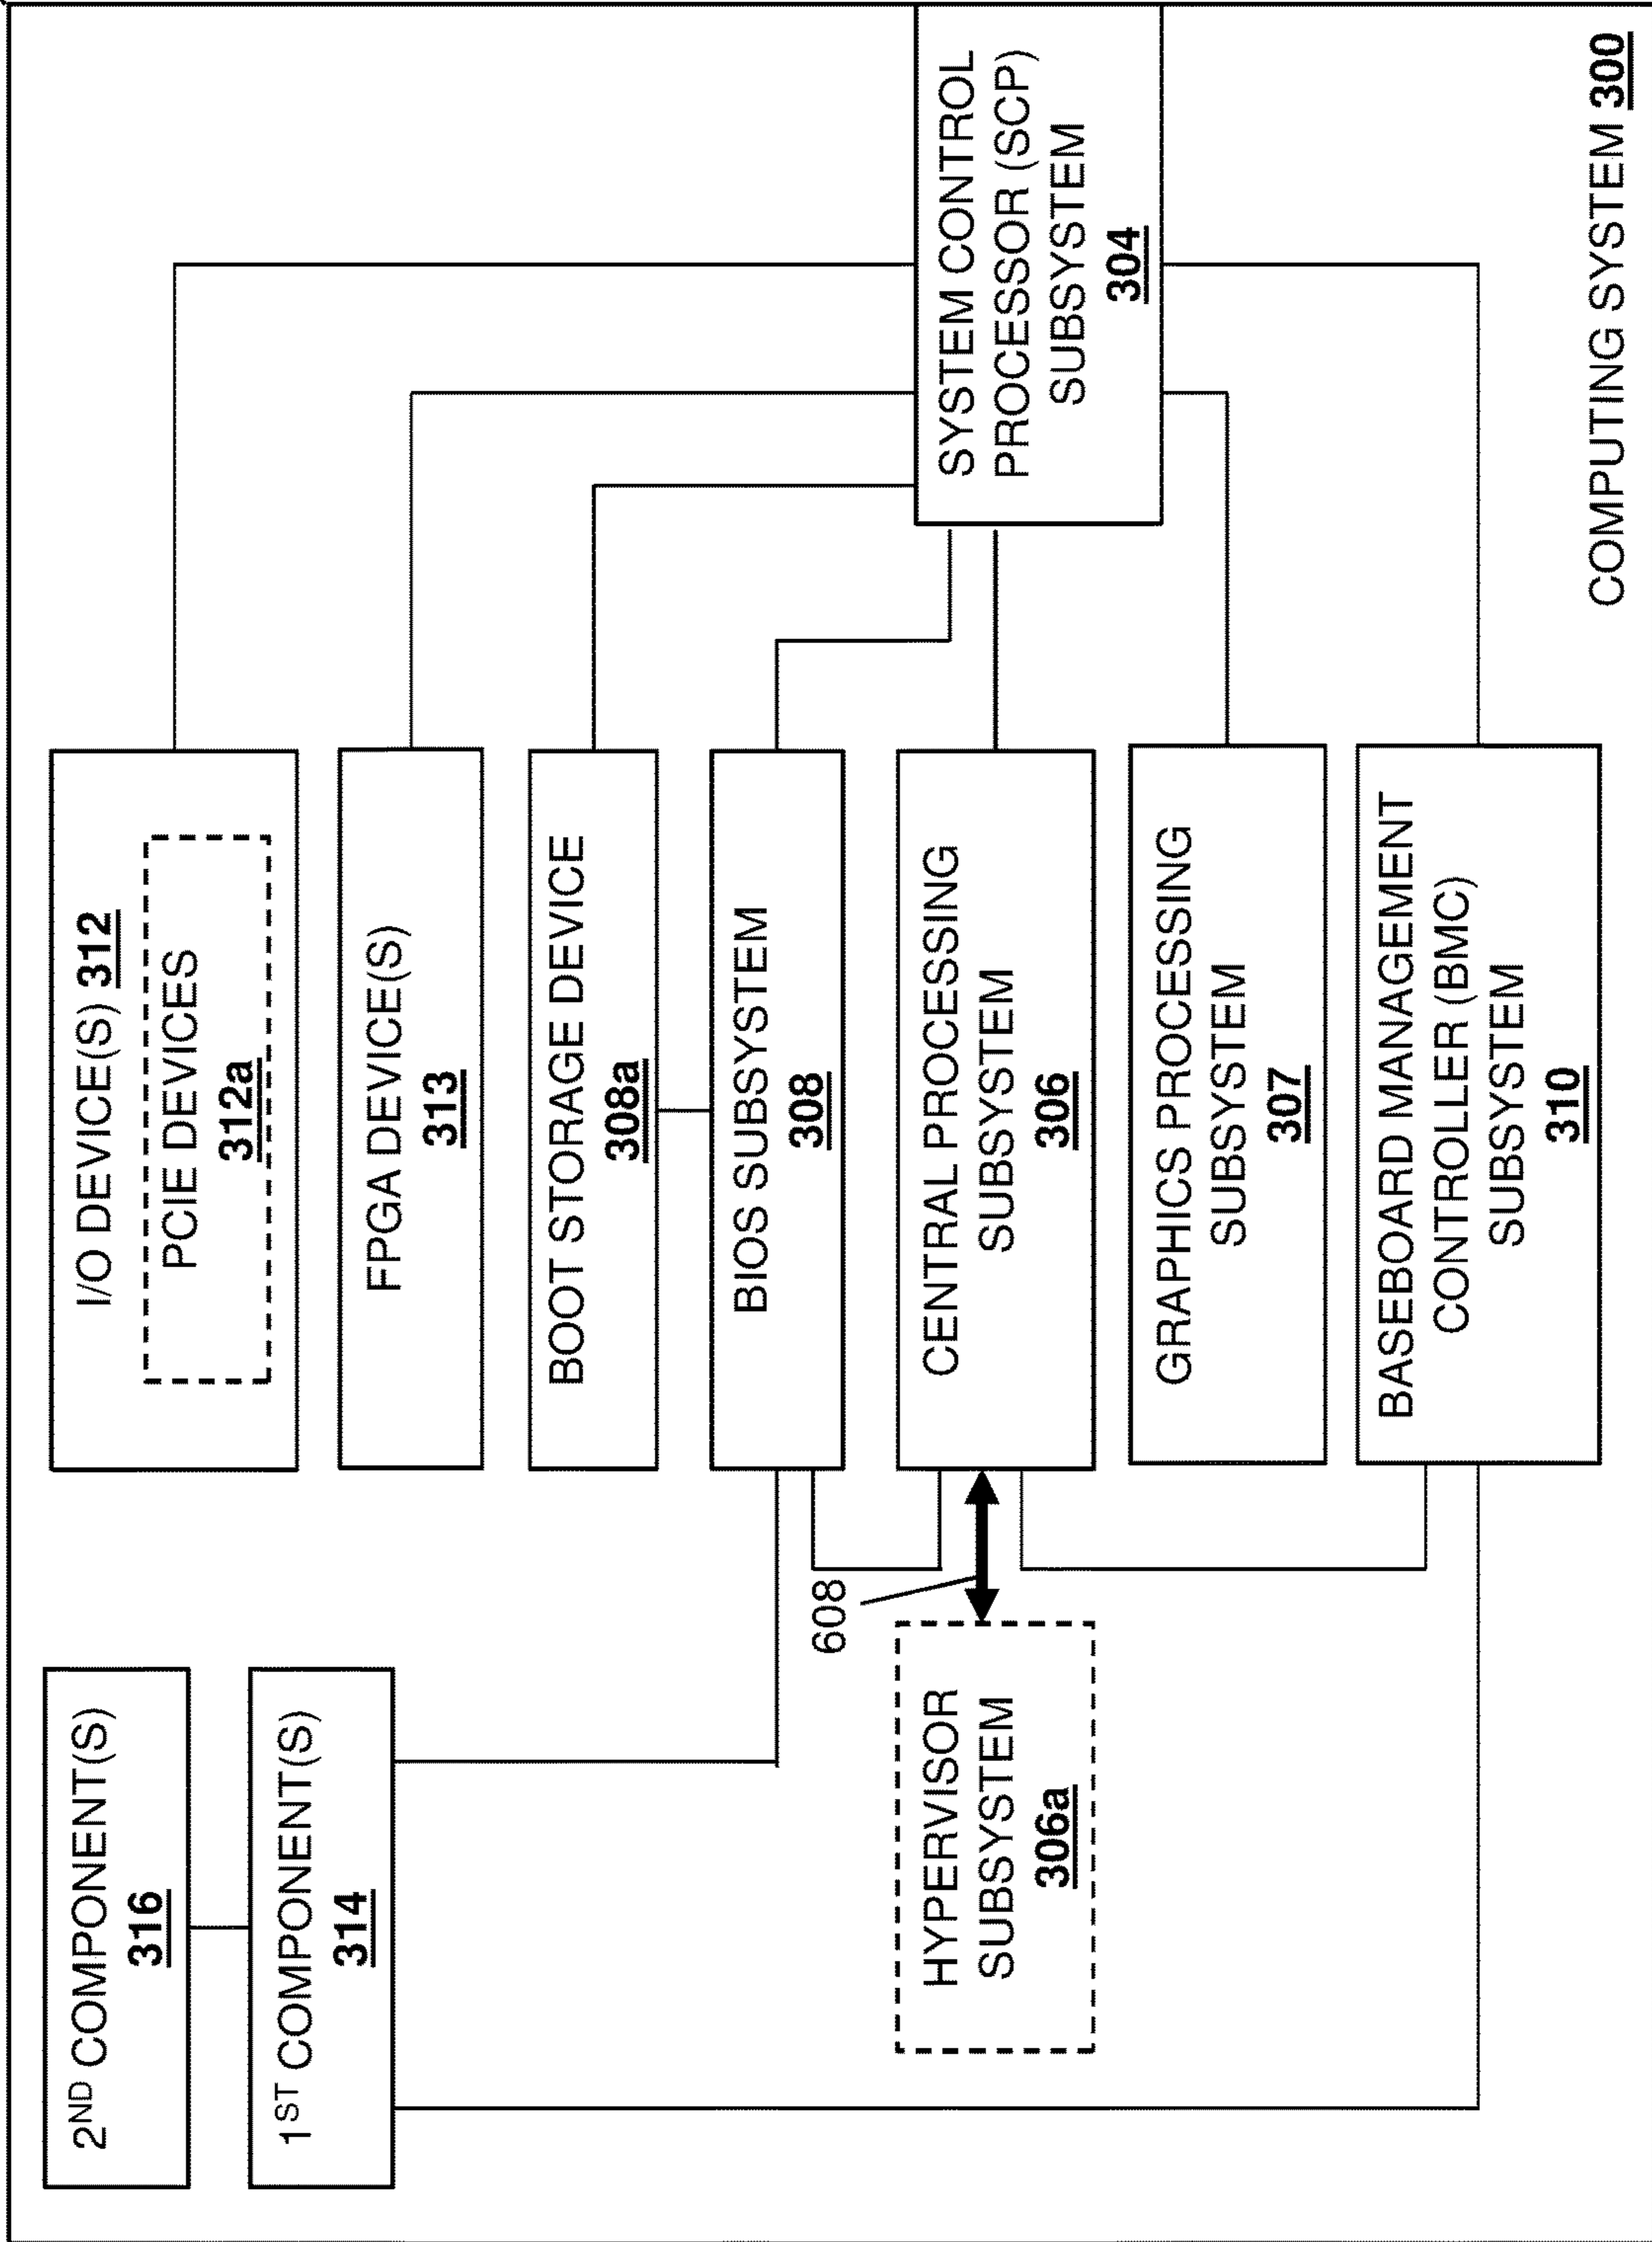 2ND COMPONENT(S)
316
1ST COMPONENT(S)
314
HYPERVISOR
SUBSYSTEM
306a
608
I/O DEVICE(S) 312
PCIE DEVICES
312a
FPGA DEVICE(S)
313
BOOT STORAGE DEVICE
308a
BIOS SUBSYSTEM
308
CENTRAL PROCESSING
SUBSYSTEM
306
GRAPHICS PROCESSING
SUBSYSTEM
307
BASEBOARD MANAGEMENT
CONTROLLER (BMC)
SUBSYSTEM
310
SYSTEM CONTROL
PROCESSOR (SCP)
SUBSYSTEM
304
COMPUTING SYSTEM 300